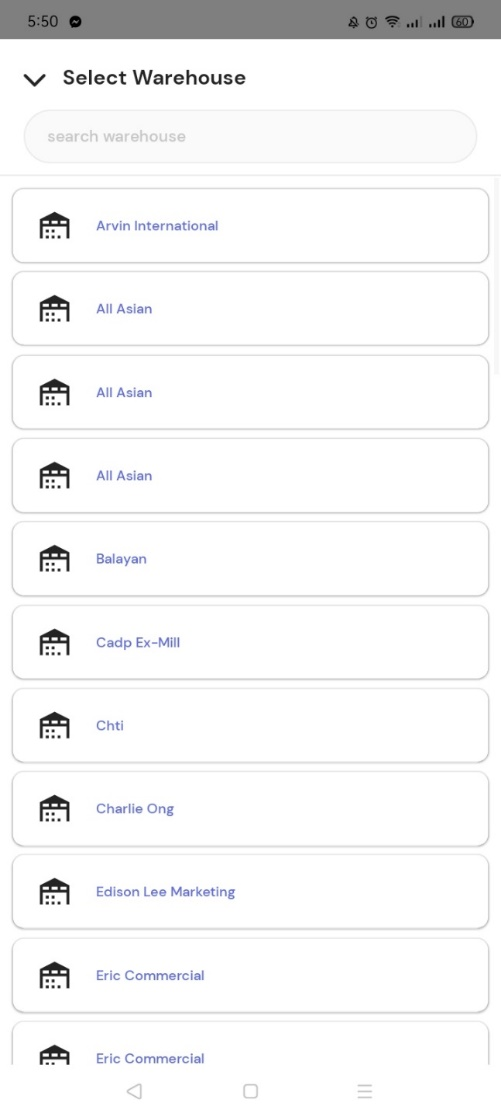 5:50
60
Select Warehouse
search warehouse
Arvin International
All Asian
All Asian
All Asian
Balayan
Cadp Ex-Mill
Chti
Charlie Ong
Edison Lee Marketing
Eric Commercial
Eric Commercial